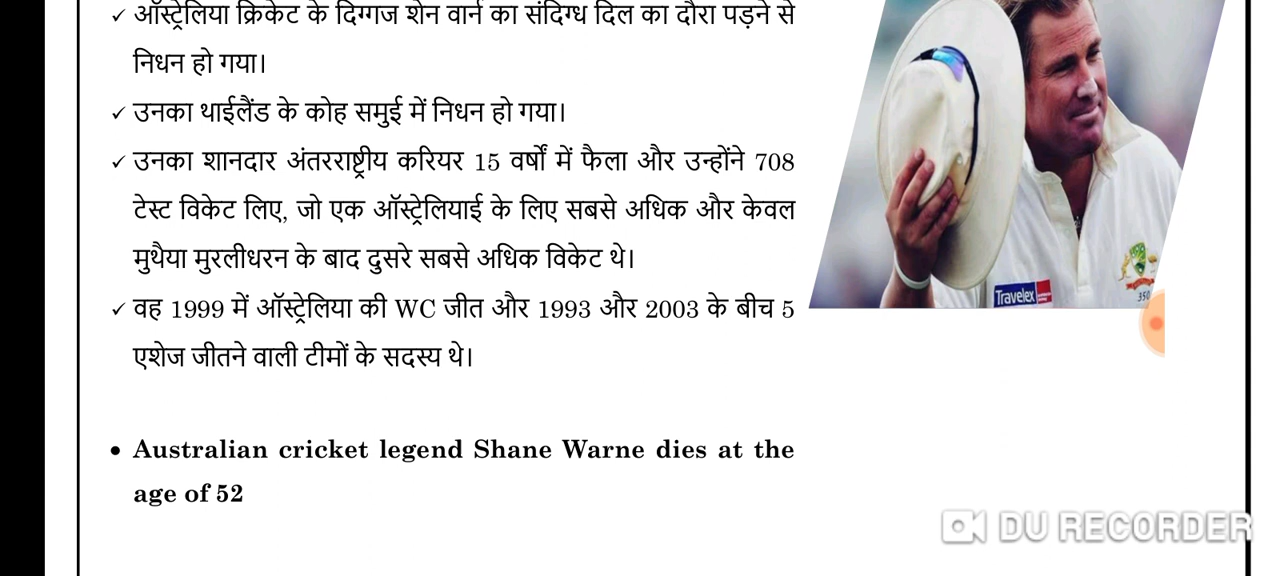 ✓ ऑस्ट्रेलिया क्रिकेट के दिग्गज शेन वार्न का संदिग्ध दिल का दौरा पड़ने से
निधन हो गया।
✓ उनका थाईलैंड के कोह समुई में निधन हो गया।
✓ उनका शानदार अंतरराष्ट्रीय करियर 15 वर्षों में फैला और उन्होंने 708
टेस्ट विकेट लिए, जो एक ऑस्ट्रेलियाई के लिए सबसे अधिक और केवल
मुथैया मुरलीधरन के बाद दुसरे सबसे अधिक विकेट थे।
✓ वह 1999 में ऑस्ट्रेलिया की WC जीत और 1993 और 2003 के बीच 5
एशेज जीतने वाली टीमों के सदस्य थे।
• Australian cricket legend Shane Warne dies at the
age of 52
Travelex
350
DU RECORDER